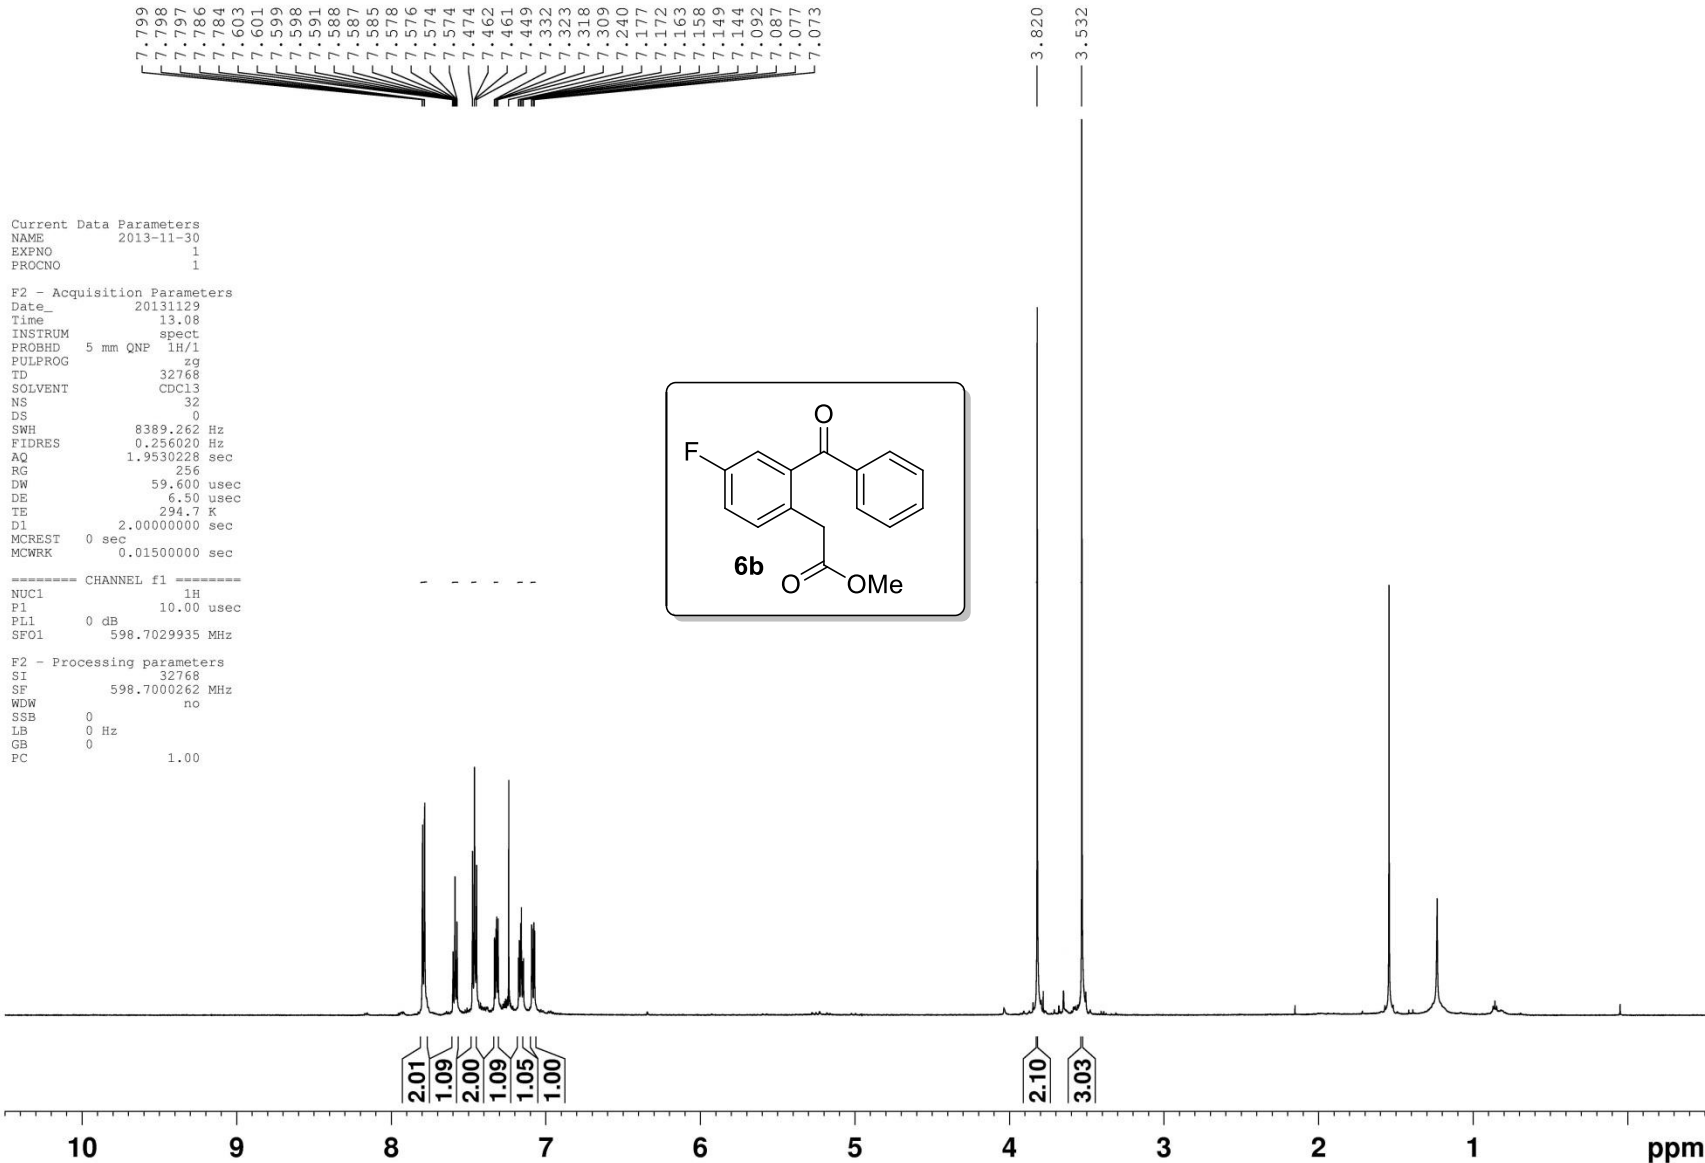 7.799
7.798
7.797
7.786
7.784
7.603
7.601
7.599
7.598
7.591
7.588
7.587
7.585
7.578
7.576
7.574
7.574
7.474
7.462
7.461
7.449
7.332
7.323
7.318
7.309
7.240
7.177
7.172
7.163
7.158
7.149
7.144
7.092
7.087
7.077
7.073
3.820
3.532
Current Data Parameters
NAME 2013-11-30
EXPNO 1
PROCNO 1
F2 - Acquisition Parameters
Date_ 20131129
Time 13.08
INSTRUM spect
PROBHD 5 mm QNP 1H/1
PULPROG zg
TD 32768
SOLVENT CDCl3
NS 32
DS 0
SWH 8389.262 Hz
FIDRES 0.256020 Hz
AQ 1.9530228 sec
RG 256
DW 59.600 usec
DE 6.50 usec
TE 294.7 K
D1 2.00000000 sec
MCREST 0 sec
MCWRK 0.01500000 sec
======== CHANNEL f1 ========
NUC1 1H
P1 10.00 usec
PL1 0 dB
SFO1 598.7029935 MHz
F2 - Processing parameters
SI 32768
SF 598.7000262 MHz
WDW no
SSB 0
LB 0 Hz
GB 0
PC 1.00
O
F
6b
O
OMe
2.01
1.09
2.00
1.09
1.05
1.00
2.10
3.03
10 9 8 7 6 5 4 3 2 1 ppm